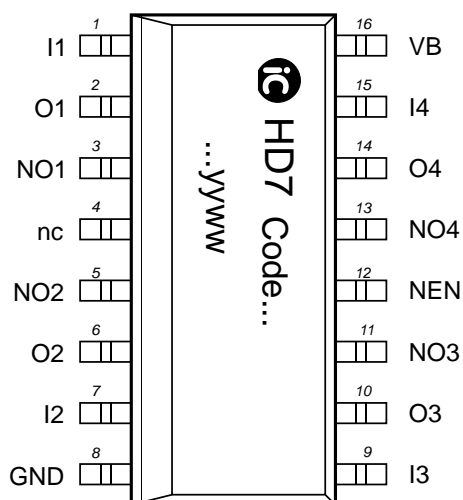 1
I1
2
O1
3
NO1
4
nc
5
NO2
6
O2
7
I2
8
GND
ic HD7 Code...
...yyww
16
VB
15
I4
14
O4
13
NO4
12
NEN
11
NO3
10
O3
9
I3